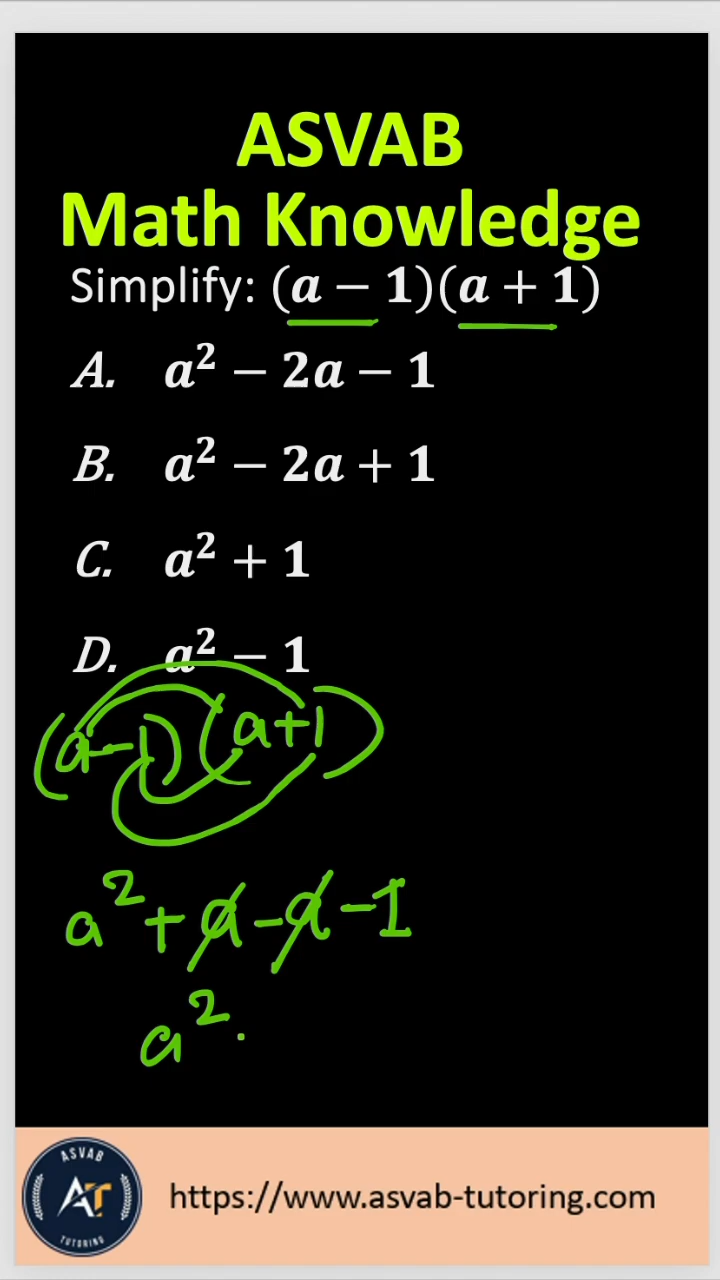 ASVAB
Math Knowledge
Simplify: (a − 1)(a + 1)
A. a² − 2a − 1
B. a² − 2a + 1
C. a² + 1
D. a² − 1
(a-1)(a+1)
a²+a-a-1
a²
ASVAB
AT
TUTORING
https://www.asvab-tutoring.com